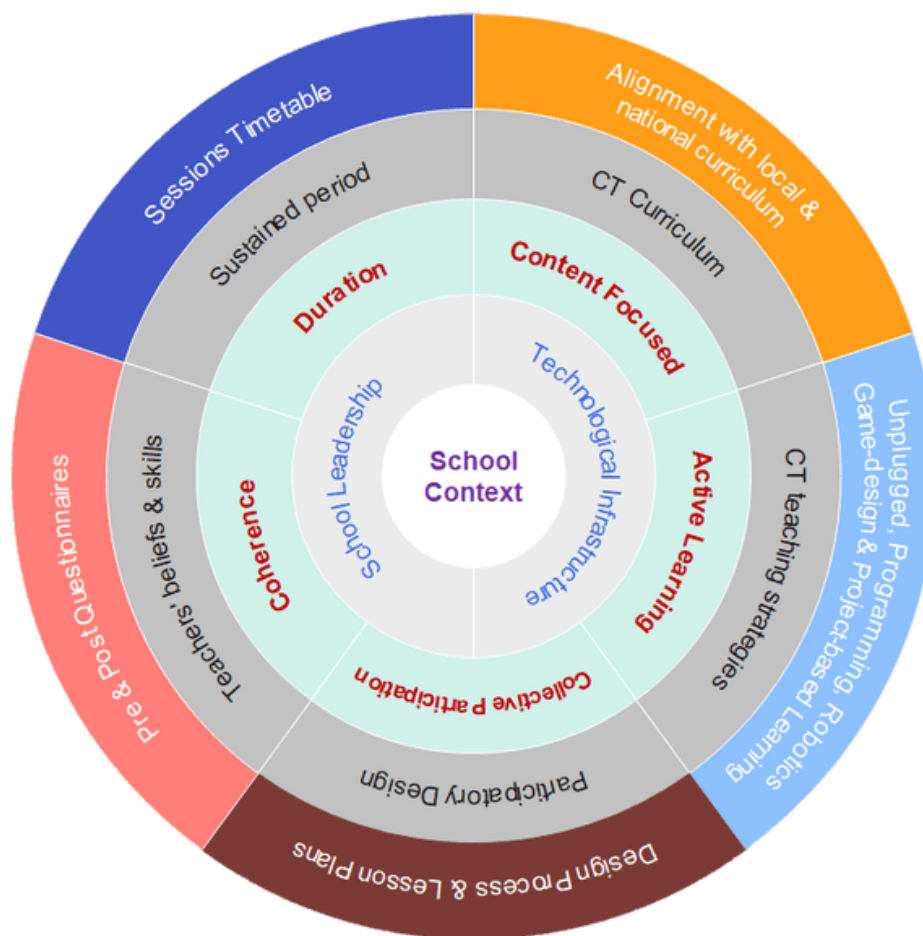 Sessions Timetable
Alignment with local &
national curriculum
Sustained period
CT Curriculum
Duration
Content Focused
School Leadership
Technological Infrastructure
School
Context
Coherence
Active Learning
Teachers' beliefs & skills
CT teaching strategies
Pre & Post Questionnaires
Unplugged, Programming, Robotics
Game-design & Project-based Learning
Collective Participation
Participatory Design
Design Process & Lesson Plans